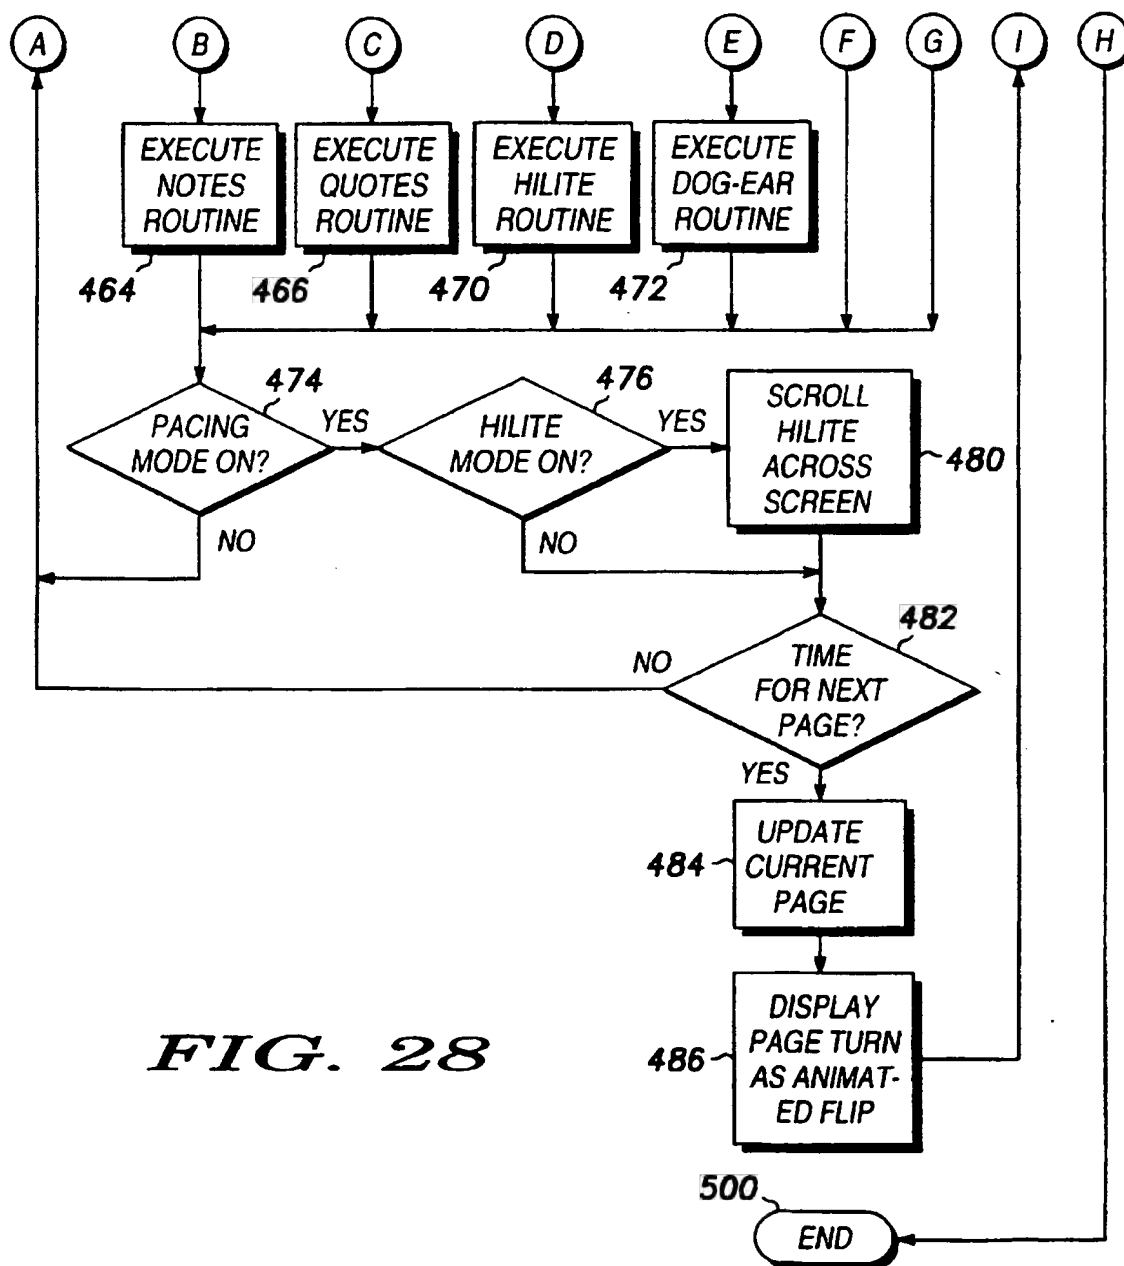 A B C D E F G I H
EXECUTE
NOTES
ROUTINE
464
EXECUTE
QUOTES
ROUTINE
466
EXECUTE
HILITE
ROUTINE
470
EXECUTE
DOG-EAR
ROUTINE
472
PACING
MODE ON?
474
YES
NO
HILITE
MODE ON?
476
YES
NO
SCROLL
HILITE
ACROSS
SCREEN
480
TIME
FOR NEXT
PAGE?
482
NO
YES
UPDATE
CURRENT
PAGE
484
DISPLAY
PAGE TURN
AS ANIMAT-
ED FLIP
486
FIG. 28
500
END